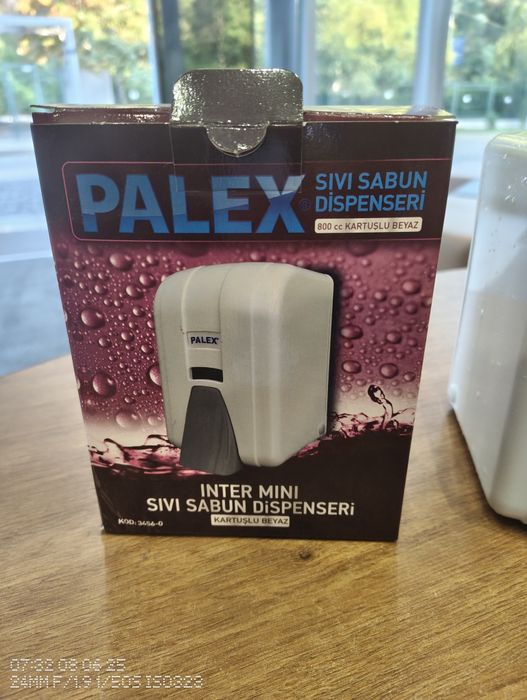 PALEX®
SIVI SABUN
DİSPENSERİ
800 cc KARTUŞLU BEYAZ
PALEX
INTER MINI
SIVI SABUN DİSPENSERİ
KARTUŞLU BEYAZ
KOD: 3456-0
07:32 08 06 25
24MM F/1.9 1/50S ISO328